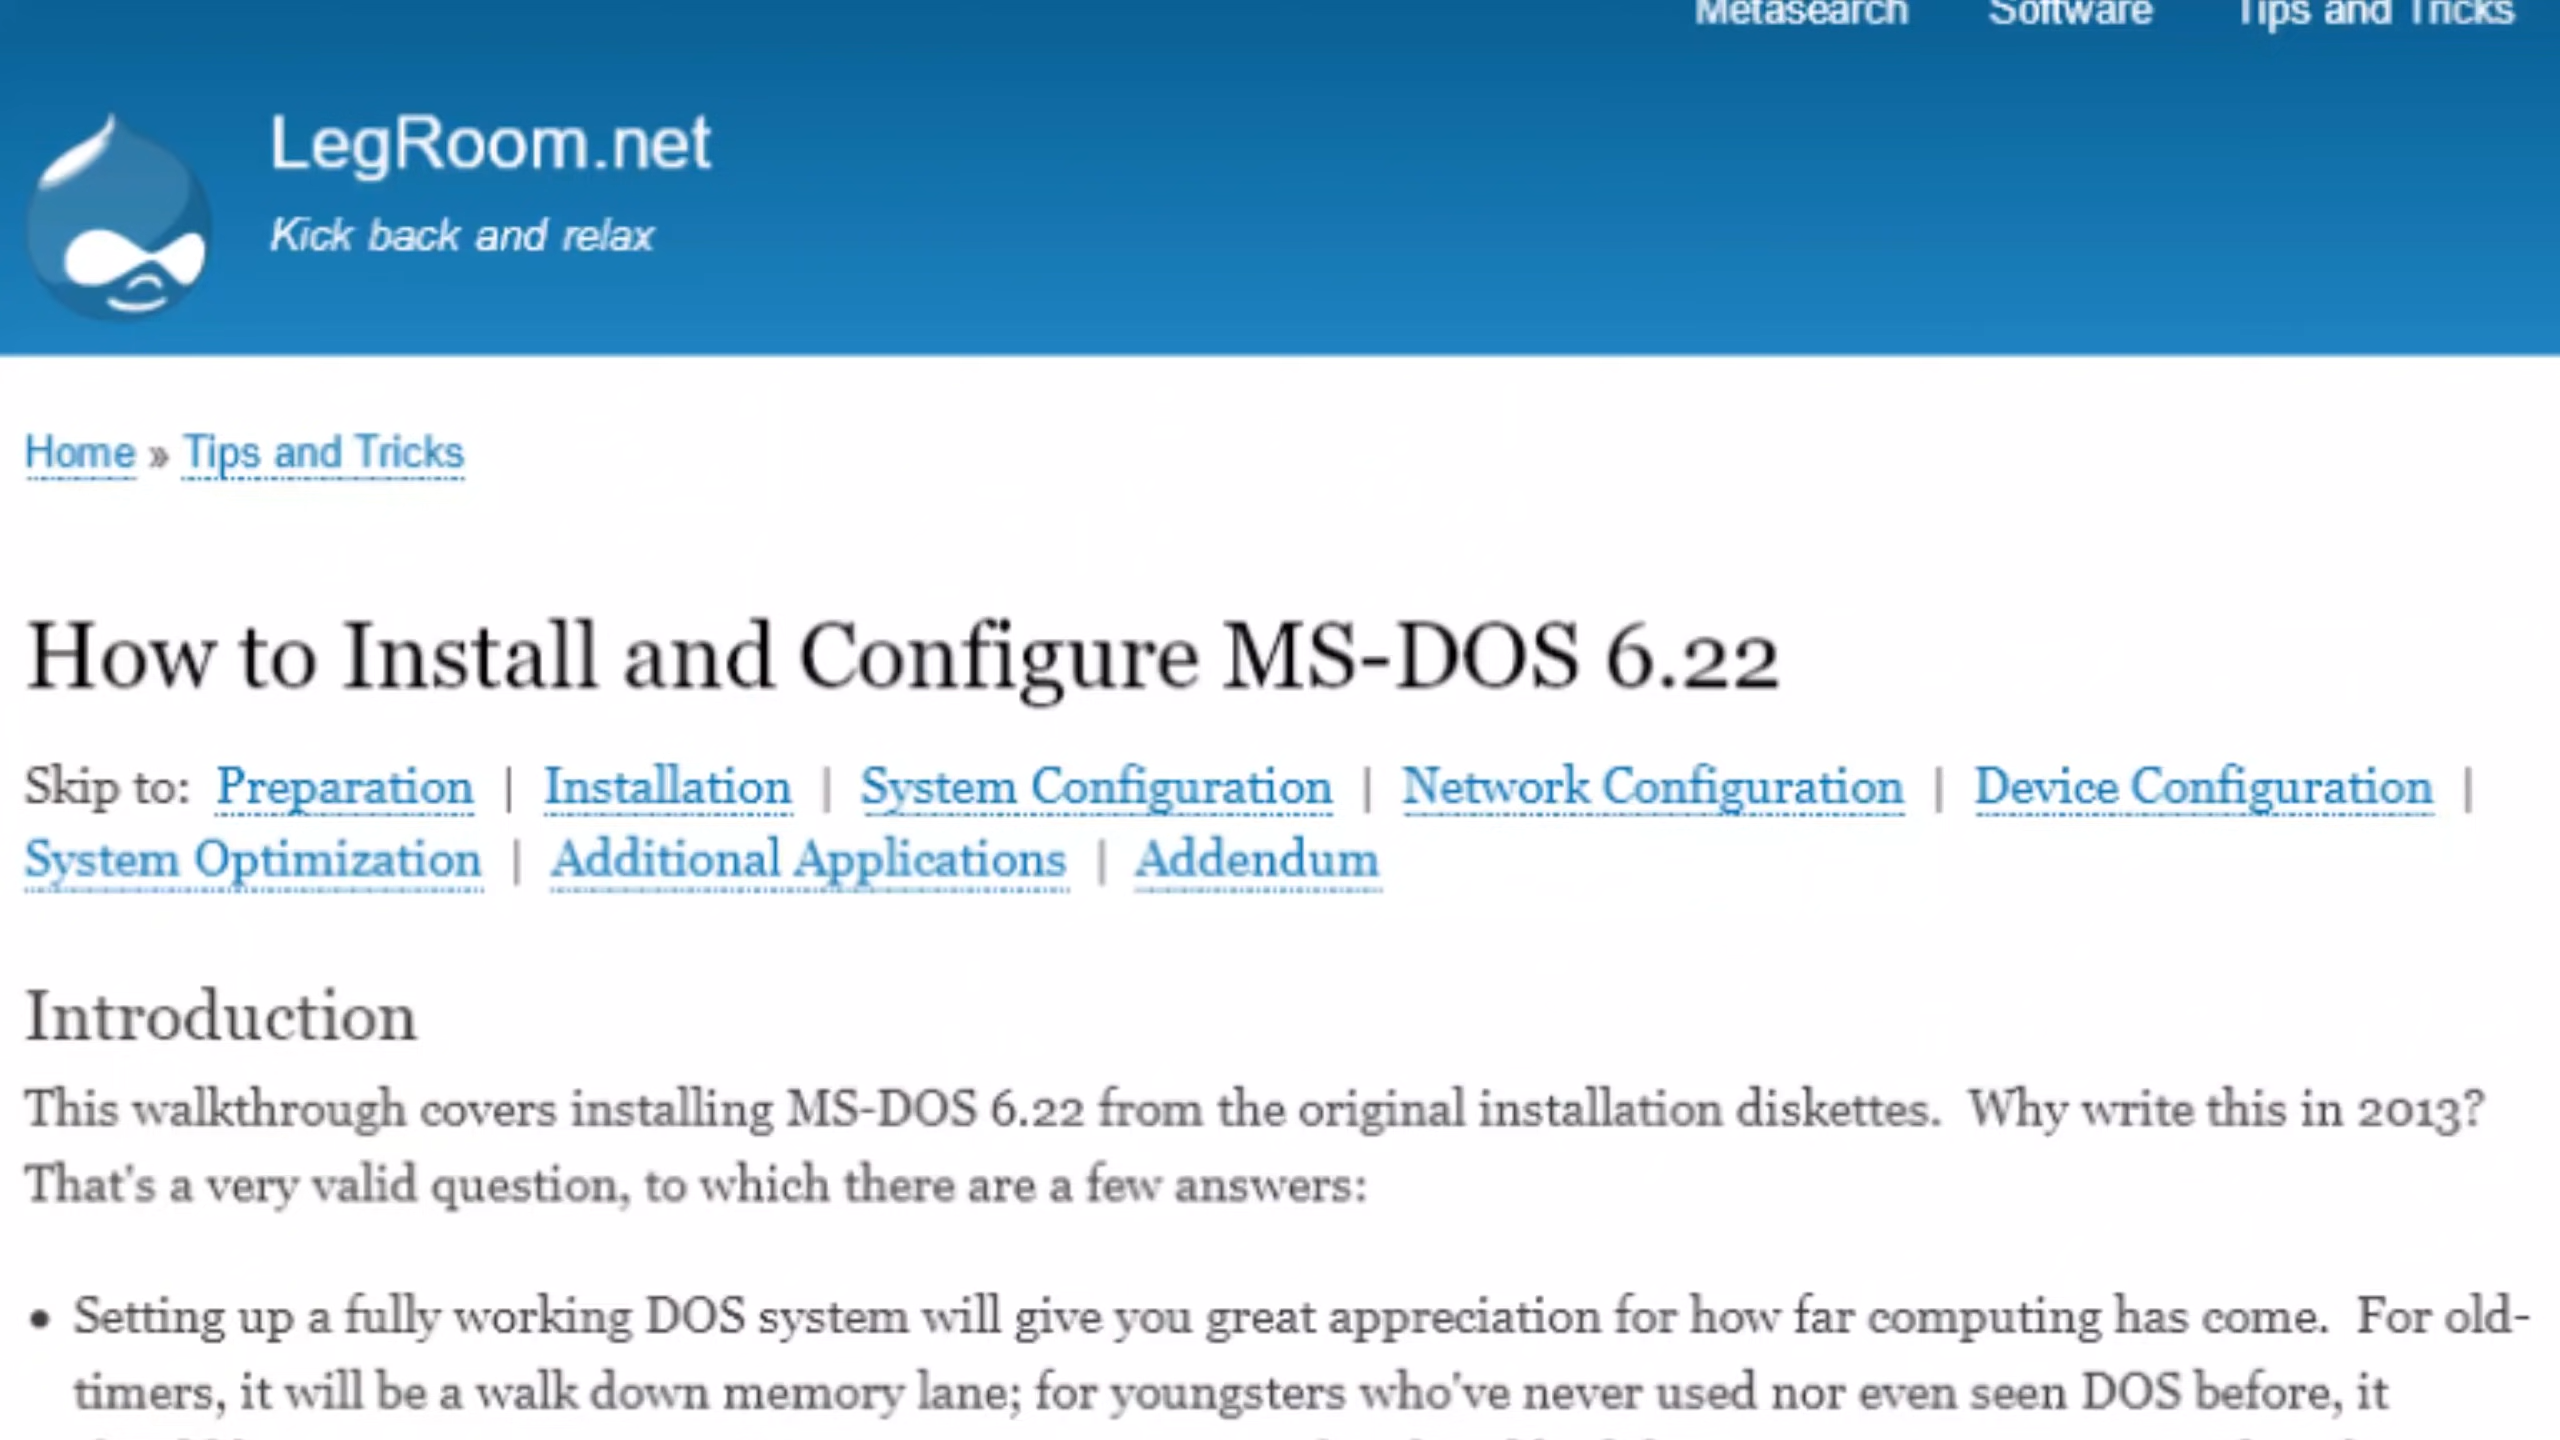 Metasearch Software Tips and Tricks
LegRoom.net
Kick back and relax
Home » Tips and Tricks
How to Install and Configure MS-DOS 6.22
Skip to: Preparation | Installation | System Configuration | Network Configuration | Device Configuration |
System Optimization | Additional Applications | Addendum
Introduction
This walkthrough covers installing MS-DOS 6.22 from the original installation diskettes. Why write this in 2013?
That's a very valid question, to which there are a few answers:
• Setting up a fully working DOS system will give you great appreciation for how far computing has come. For old-
timers, it will be a walk down memory lane; for youngsters who've never used nor even seen DOS before, it